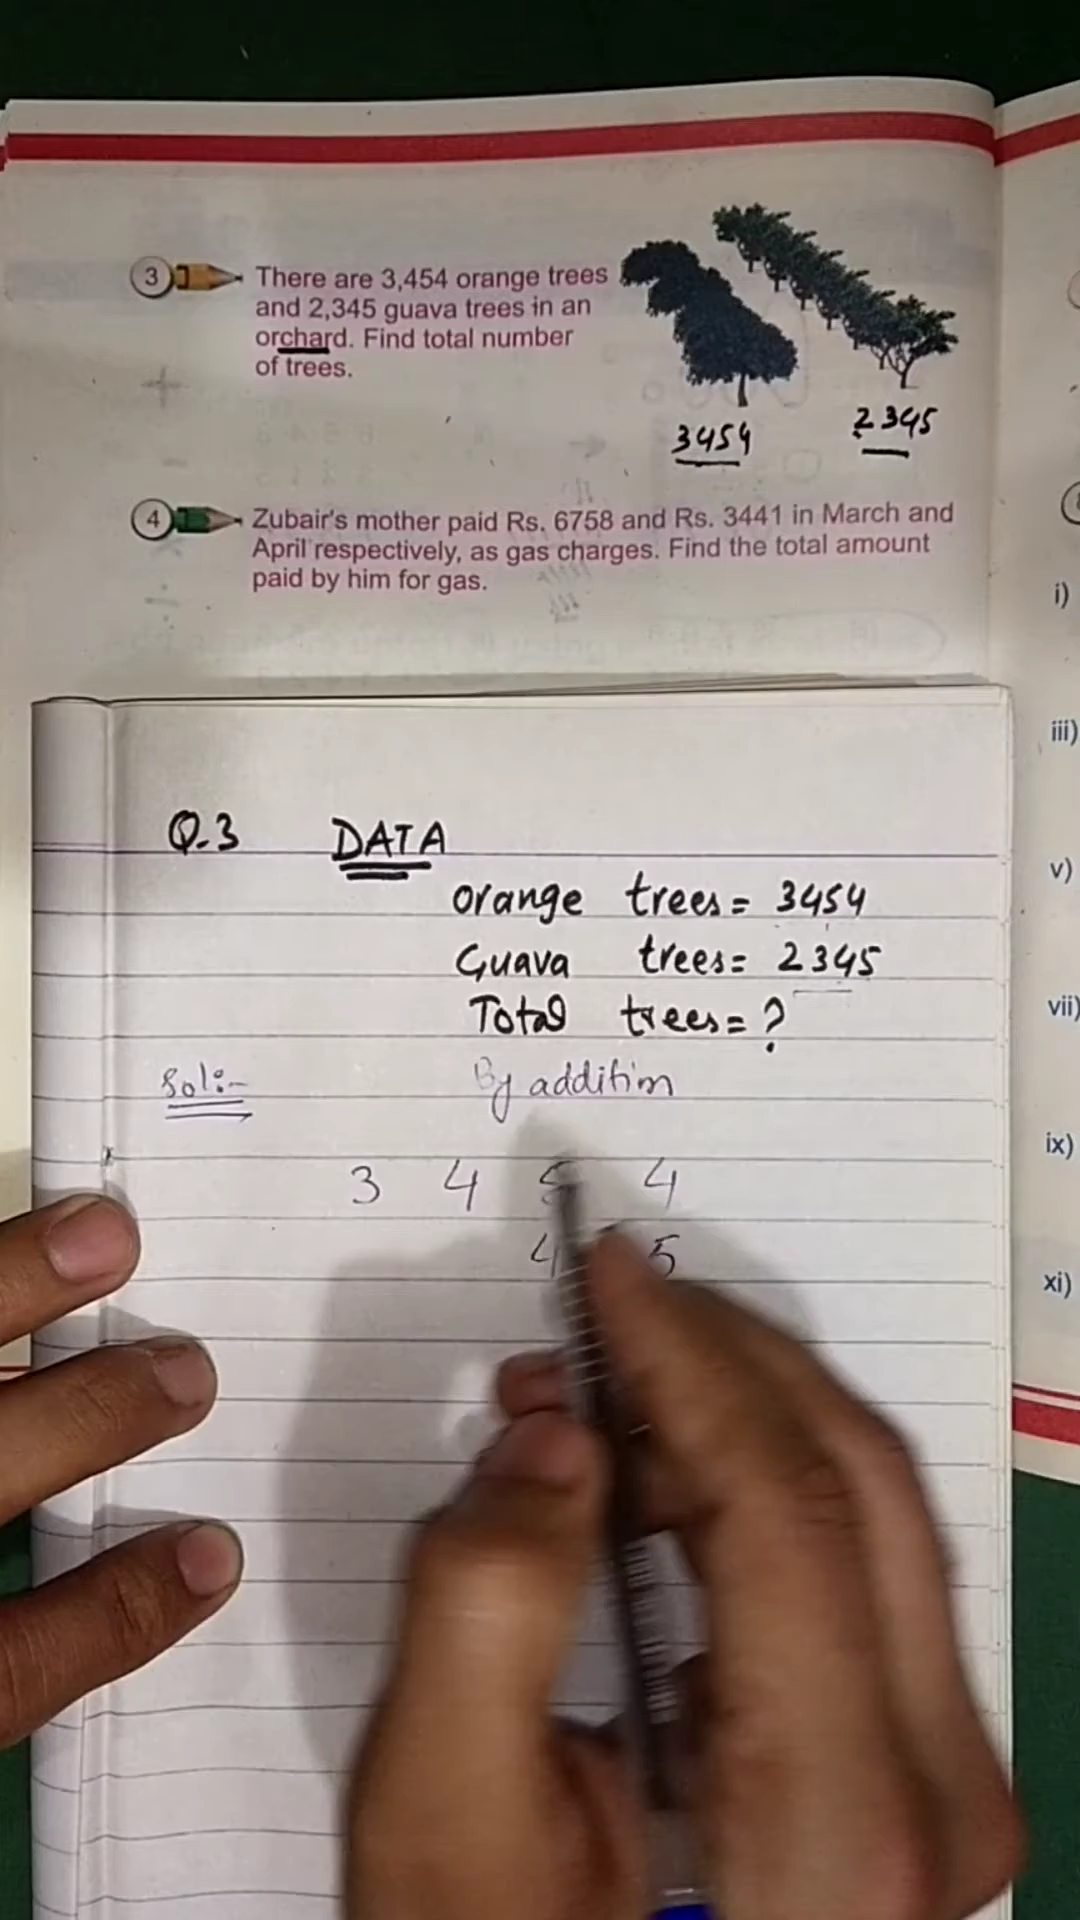 3 There are 3,454 orange trees
and 2,345 guava trees in an
orchard. Find total number
of trees.
3454
2345
4 Zubair's mother paid Rs. 6758 and Rs. 3441 in March and
April respectively, as gas charges. Find the total amount
paid by him for gas.
i)
iii)
v)
vii)
ix)
xi)
Q.3 DATA
Orange trees = 3454
Guava trees = 2345
Total trees = ?
Sol:- By addition
3 4 5 4
4 5